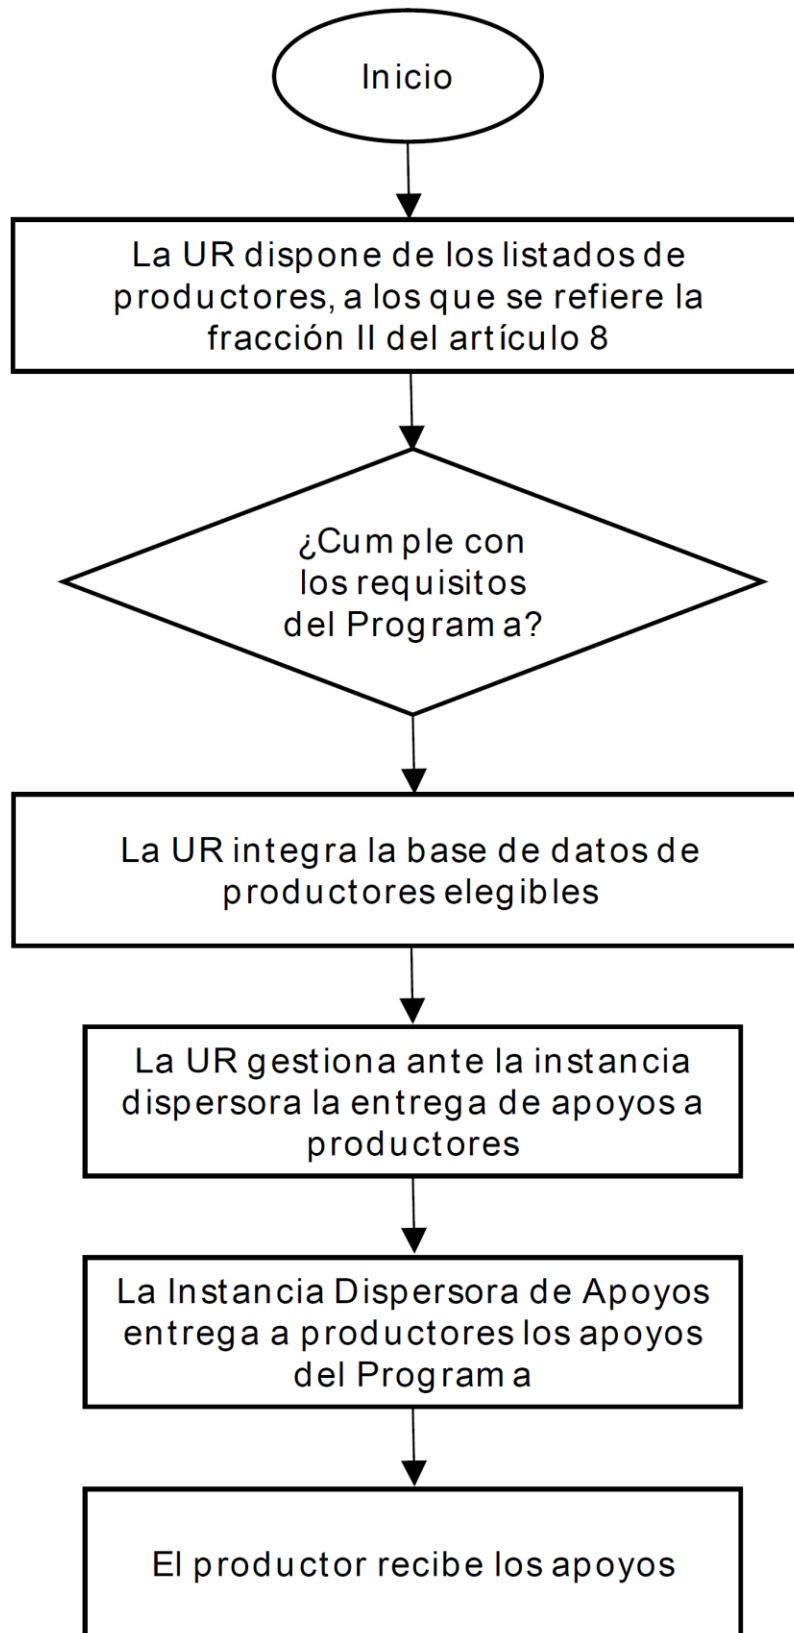 Inicio
La UR dispone de los listados de
productores, a los que se refiere la
fracción II del artículo 8
¿Cumple con
los requisitos
del Programa?
La UR integra la base de datos de
productores elegibles
La UR gestiona ante la instancia
dispersora la entrega de apoyos a
productores
La Instancia Dispersora de Apoyos
entrega a productores los apoyos
del Programa
El productor recibe los apoyos